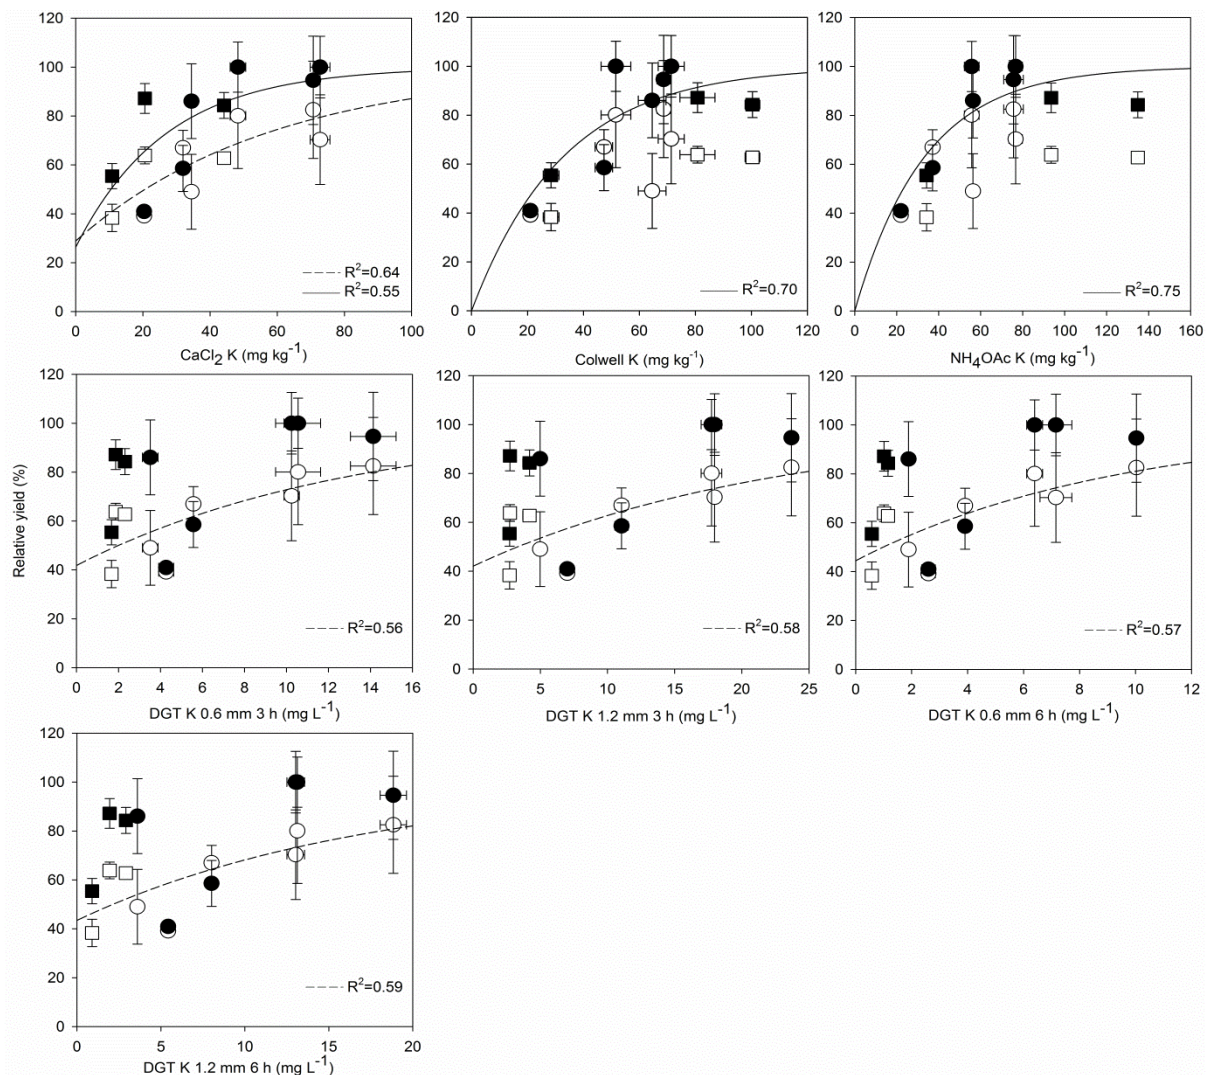 120
100
80
60
40
20
0
0 20 40 60 80 100
CaCl2 K (mg kg-1)
R2=0.64
R2=0.55
120
100
80
60
40
20
0
0 20 40 60 80 100 120
Colwell K (mg kg-1)
R2=0.70
120
100
80
60
40
20
0
0 20 40 60 80 100 120 140 160
NH4OAc K (mg kg-1)
R2=0.75
Relative yield (%)
120
100
80
60
40
20
0
0 2 4 6 8 10 12 14 16
DGT K 0.6 mm 3 h (mg L-1)
R2=0.56
120
100
80
60
40
20
0
0 5 10 15 20 25
DGT K 1.2 mm 3 h (mg L-1)
R2=0.58
120
100
80
60
40
20
0
0 2 4 6 8 10 12
DGT K 0.6 mm 6 h (mg L-1)
R2=0.57
120
100
80
60
40
20
0
0 5 10 15 20
DGT K 1.2 mm 6 h (mg L-1)
R2=0.59